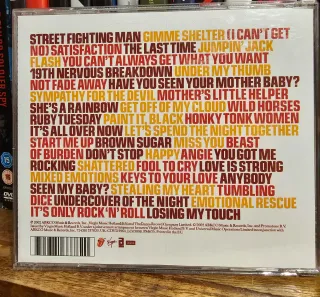 STREET FIGHTING MAN GIMME SHELTER (I CAN'T GET
NO) SATISFACTION THE LAST TIME JUMPIN' JACK
FLASH YOU CAN'T ALWAYS GET WHAT YOU WANT
19TH NERVOUS BREAKDOWN UNDER MY THUMB
NOT FADE AWAY HAVE YOU SEEN YOUR MOTHER BABY?
SYMPATHY FOR THE DEVIL MOTHER'S LITTLE HELPER
SHE'S A RAINBOW GET OFF OF MY CLOUD WILD HORSES
RUBY TUESDAY PAINT IT, BLACK HONKY TONK WOMEN
IT'S ALL OVER NOW LET'S SPEND THE NIGHT TOGETHER
START ME UP BROWN SUGAR MISS YOU BEAST
OF BURDEN DON'T STOP HAPPY ANGIE YOU GOT ME
ROCKING SHATTERED FOOL TO CRY LOVE IS STRONG
MIXED EMOTIONS KEYS TO YOUR LOVE ANYBODY
SEEN MY BABY? STEALING MY HEART TUMBLING
DICE UNDERCOVER OF THE NIGHT EMOTIONAL RESCUE
IT'S ONLY ROCK 'N' ROLL LOSING MY TOUCH
Virgin